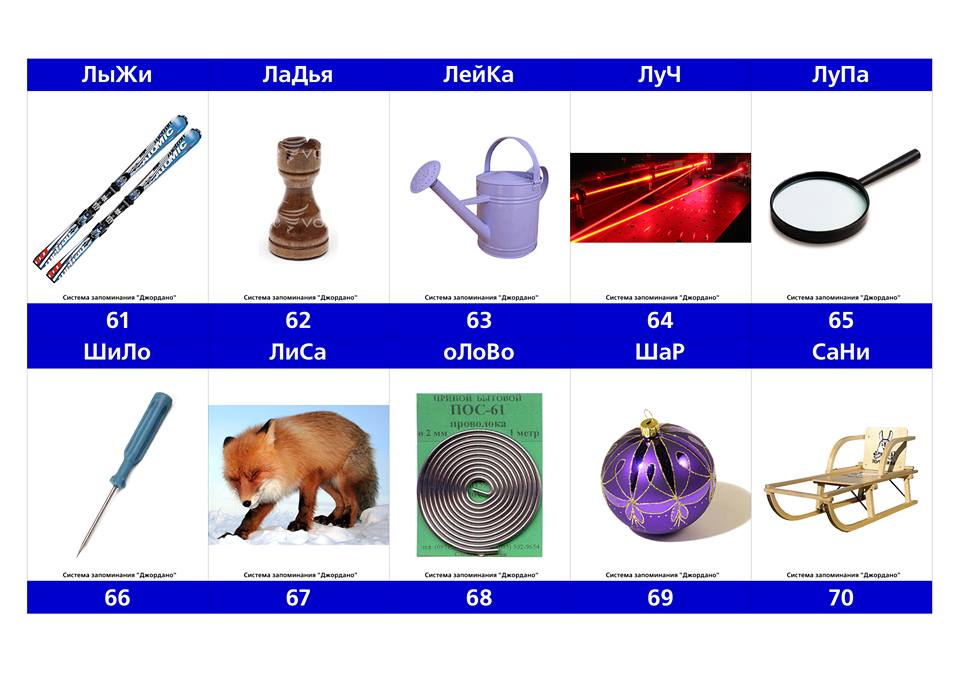 ЛыЖи
ЛаДья
ЛейКа
ЛуЧ
ЛуПа
ATOMIC
ATOMIC
Система запоминания "Джордано"
Система запоминания "Джордано"
Система запоминания "Джордано"
Система запоминания "Джордано"
Система запоминания "Джордано"
61
62
63
64
65
ШиЛо
ЛиСа
оЛоВо
ШаР
СаНи
ПРИПОЙ БЫТОВОЙ
ПОС-61
проволока
ø 2 мм 1 метр
Система запоминания "Джордано"
Система запоминания "Джордано"
Система запоминания "Джордано"
Система запоминания "Джордано"
Система запоминания "Джордано"
66
67
68
69
70